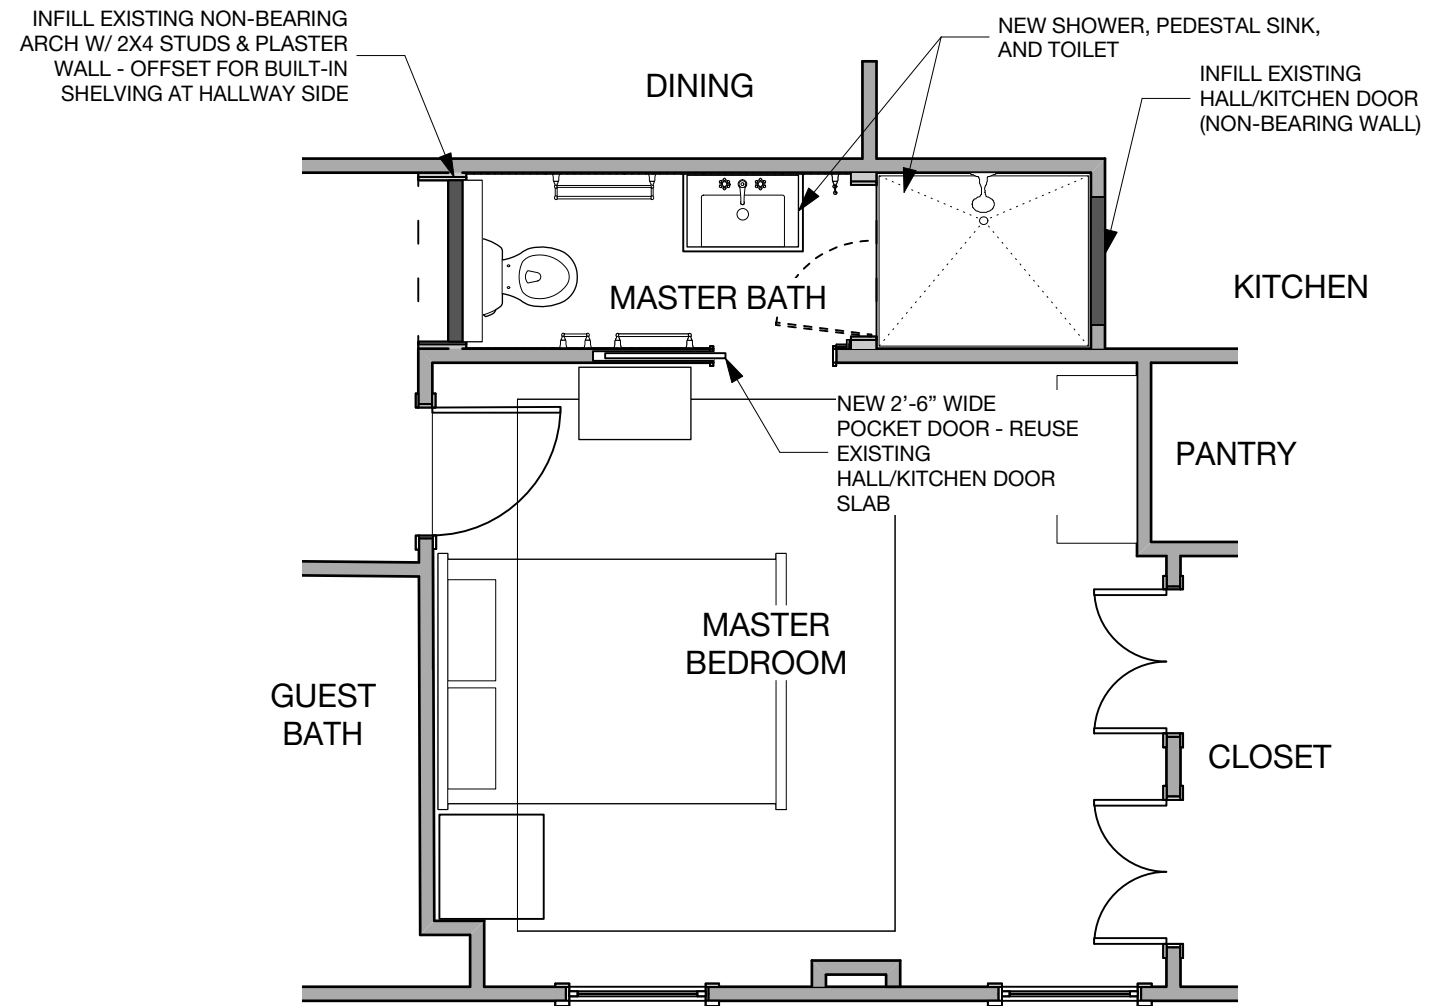 INFILL EXISTING NON-BEARING
ARCH W/ 2X4 STUDS & PLASTER
WALL - OFFSET FOR BUILT-IN
SHELVING AT HALLWAY SIDE
NEW SHOWER, PEDESTAL SINK,
AND TOILET
INFILL EXISTING
HALL/KITCHEN DOOR
(NON-BEARING WALL)
DINING
KITCHEN
MASTER BATH
NEW 2'-6” WIDE
POCKET DOOR - REUSE
EXISTING
HALL/KITCHEN DOOR
SLAB
PANTRY
MASTER
BEDROOM
GUEST
BATH
CLOSET